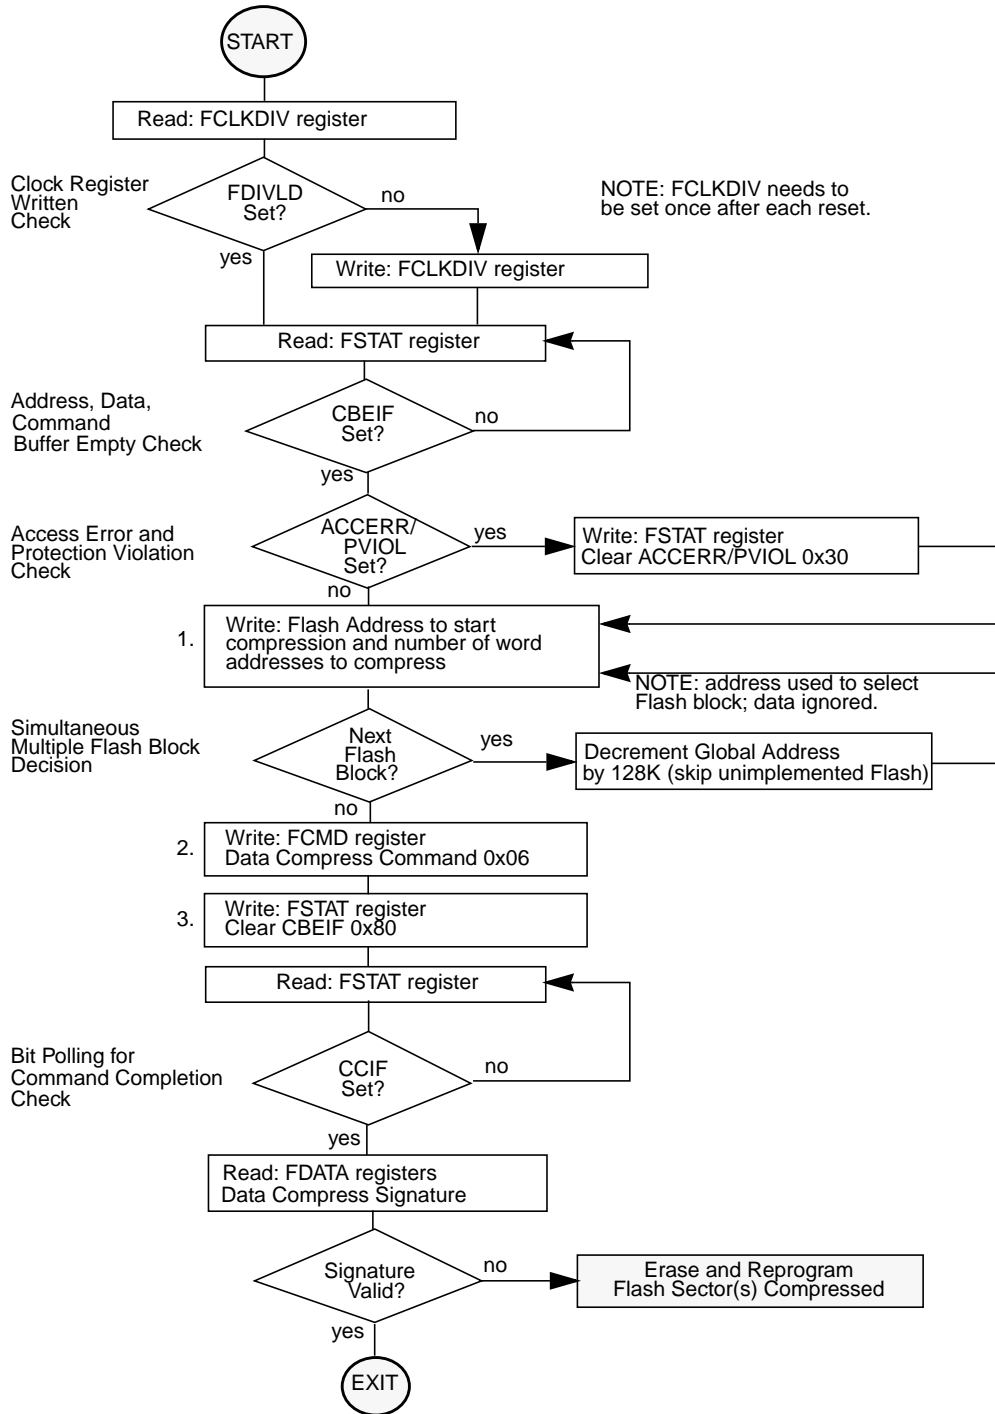 START
Read: FCLKDIV register
Clock Register
Written
Check
FDIVLD
Set?
no
yes
NOTE: FCLKDIV needs to
be set once after each reset.
Write: FCLKDIV register
Read: FSTAT register
Address, Data,
Command
Buffer Empty Check
CBEIF
Set?
no
yes
Access Error and
Protection Violation
Check
ACCERR/
PVIOL
Set?
yes
no
Write: FSTAT register
Clear ACCERR/PVIOL 0x30
1.
Write: Flash Address to start
compression and number of word
addresses to compress
NOTE: address used to select
Flash block; data ignored.
Simultaneous
Multiple Flash Block
Decision
Next
Flash
Block?
yes
no
Decrement Global Address
by 128K (skip unimplemented Flash)
2.
Write: FCMD register
Data Compress Command 0x06
3.
Write: FSTAT register
Clear CBEIF 0x80
Read: FSTAT register
Bit Polling for
Command Completion
Check
CCIF
Set?
no
yes
Read: FDATA registers
Data Compress Signature
Signature
Valid?
no
yes
Erase and Reprogram
Flash Sector(s) Compressed
EXIT